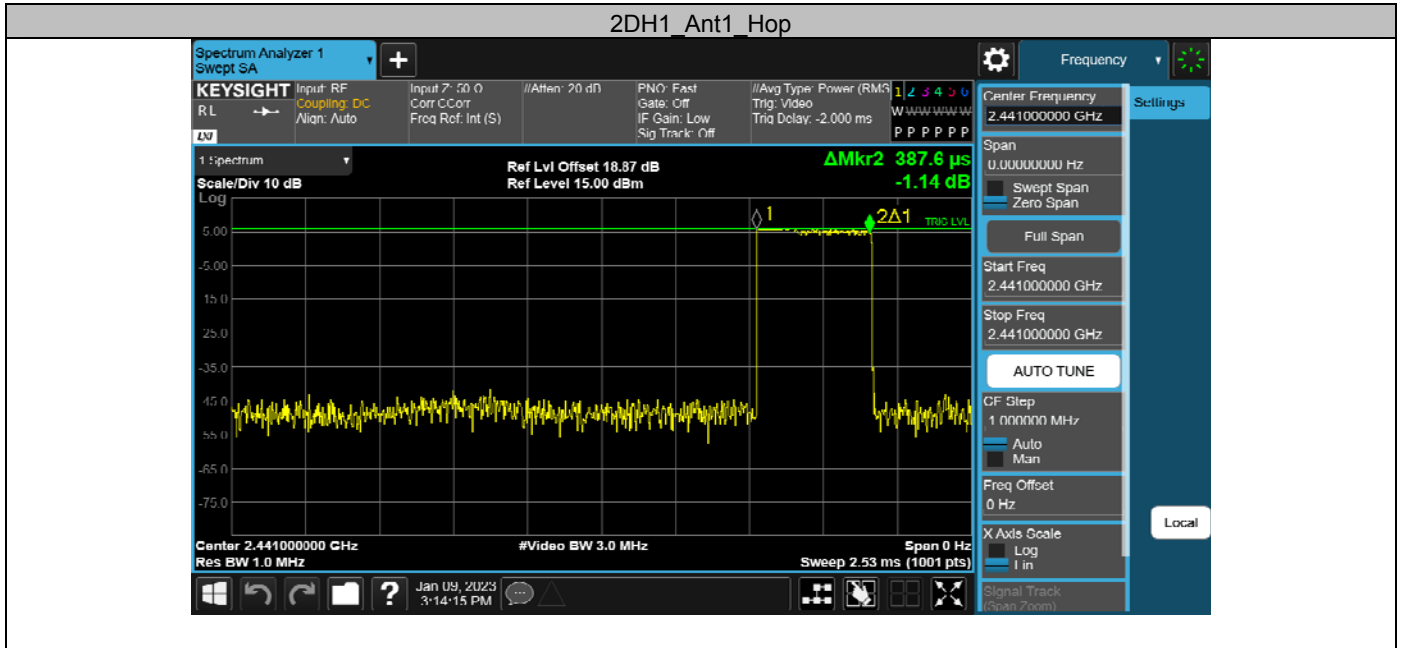 2DH1_Ant1_Hop
Spectrum Analyzer 1
Swept SA
Frequency
KEYSIGHT
Input: RF
Input Z: 50 Ω
#Atten: 20 dB
PNO: Fast
#Avg Type: Power (RMS
1 2 3 4 5 6
R L
Coupling: DC
Corr CCorr
Gate: Off
Trig: Video
W W W W W W
Align: Auto
Freq Ref: Int (S)
IF Gain: Low
Trig Delay: -2.000 ms
LXI
Sig Track: Off
P P P P P P
Center Frequency
2.441000000 GHz
Settings
1 Spectrum
Ref Lvl Offset 18.87 dB
ΔMkr2 387.6 µs
Scale/Div 10 dB
Ref Level 15.00 dBm
-1.14 dB
Log
1
2Δ1
TRIG LVL
5.00
-5.00
15.0
25.0
-35.0
45.0
55.0
-65.0
-75.0
Span
0.00000000 Hz
Swept Span
Zero Span
Full Span
Start Freq
2.441000000 GHz
Stop Freq
2.441000000 GHz
AUTO TUNE
CF Step
1.000000 MHz
Auto
Man
Freq Offset
0 Hz
X Axis Scale
Log
Lin
Signal Track
(Span Zoom)
Local
Center 2.441000000 GHz
#Video BW 3.0 MHz
Span 0 Hz
Res BW 1.0 MHz
Sweep 2.53 ms (1001 pts)
?
Jan 09, 2023
3:14:15 PM